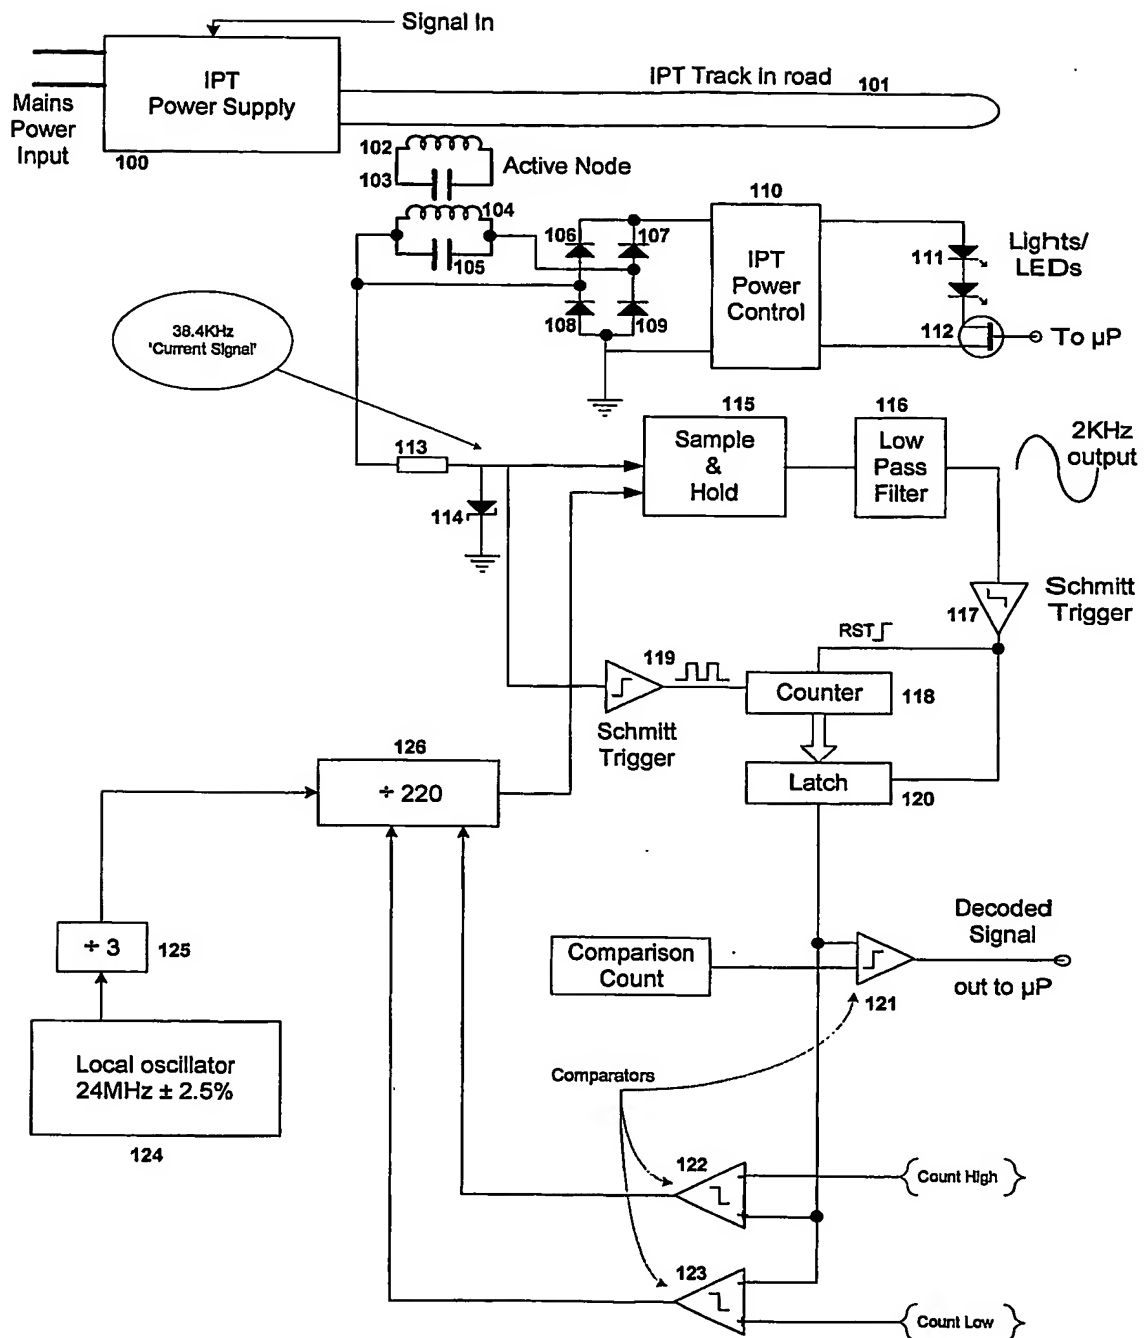 Signal In
IPT
Power Supply
Mains
Power
Input
100
IPT Track in road
101
102
103
Active Node
104
105
106
107
108
109
110
IPT
Power
Control
111
Lights/
LEDs
112
To µP
38.4KHz
'Current Signal'
113
114
115
Sample
&
Hold
116
Low
Pass
Filter
2KHz
output
Schmitt
Trigger
117
RST
119
Schmitt
Trigger
Counter
118
Latch
120
126
÷ 220
÷ 3
125
Local oscillator
24MHz ± 2.5%
124
Comparison
Count
Decoded
Signal
out to µP
121
Comparators
122
Count High
123
Count Low